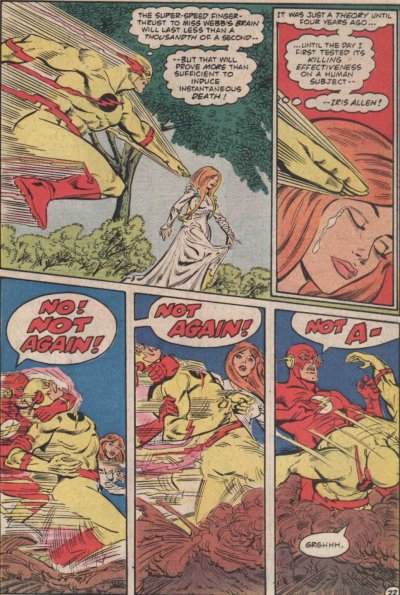 THE SUPER-SPEED FINGER-
THRUST TO MISS WEBB'S BRAIN
WILL LAST LESS THAN A
THOUSANDTH OF A SECOND--
--BUT THAT WILL
PROVE MORE THAN
SUFFICIENT TO
INDUCE
INSTANTANEOUS
DEATH!
IT WAS JUST A THEORY UNTIL
FOUR YEARS AGO...
...UNTIL THE DAY I
FIRST TESTED ITS
KILLING
EFFECTIVENESS
ON A HUMAN
SUBJECT--
--IRIS ALLEN!
NO!
NOT
AGAIN!
NOT
AGAIN!
NOT A-
GRGHHH.
22